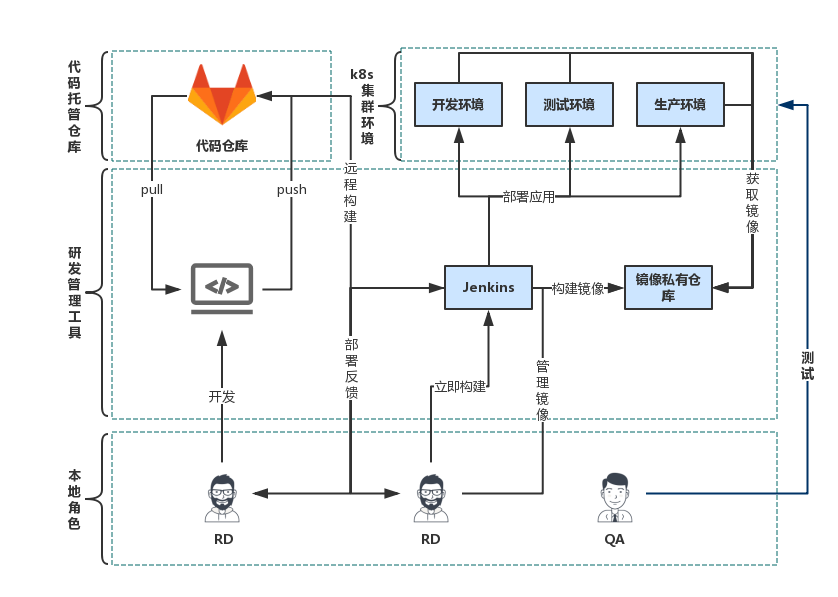 代码托管仓库
代码仓库
k8s集群环境
开发环境
测试环境
生产环境
pull
push
远程构建
部署应用
获取镜像
研发管理工具
Jenkins
构建镜像
镜像私有仓
库
部署反馈
开发
立即构建
管理镜像
测试
本地角色
RD
RD
QA